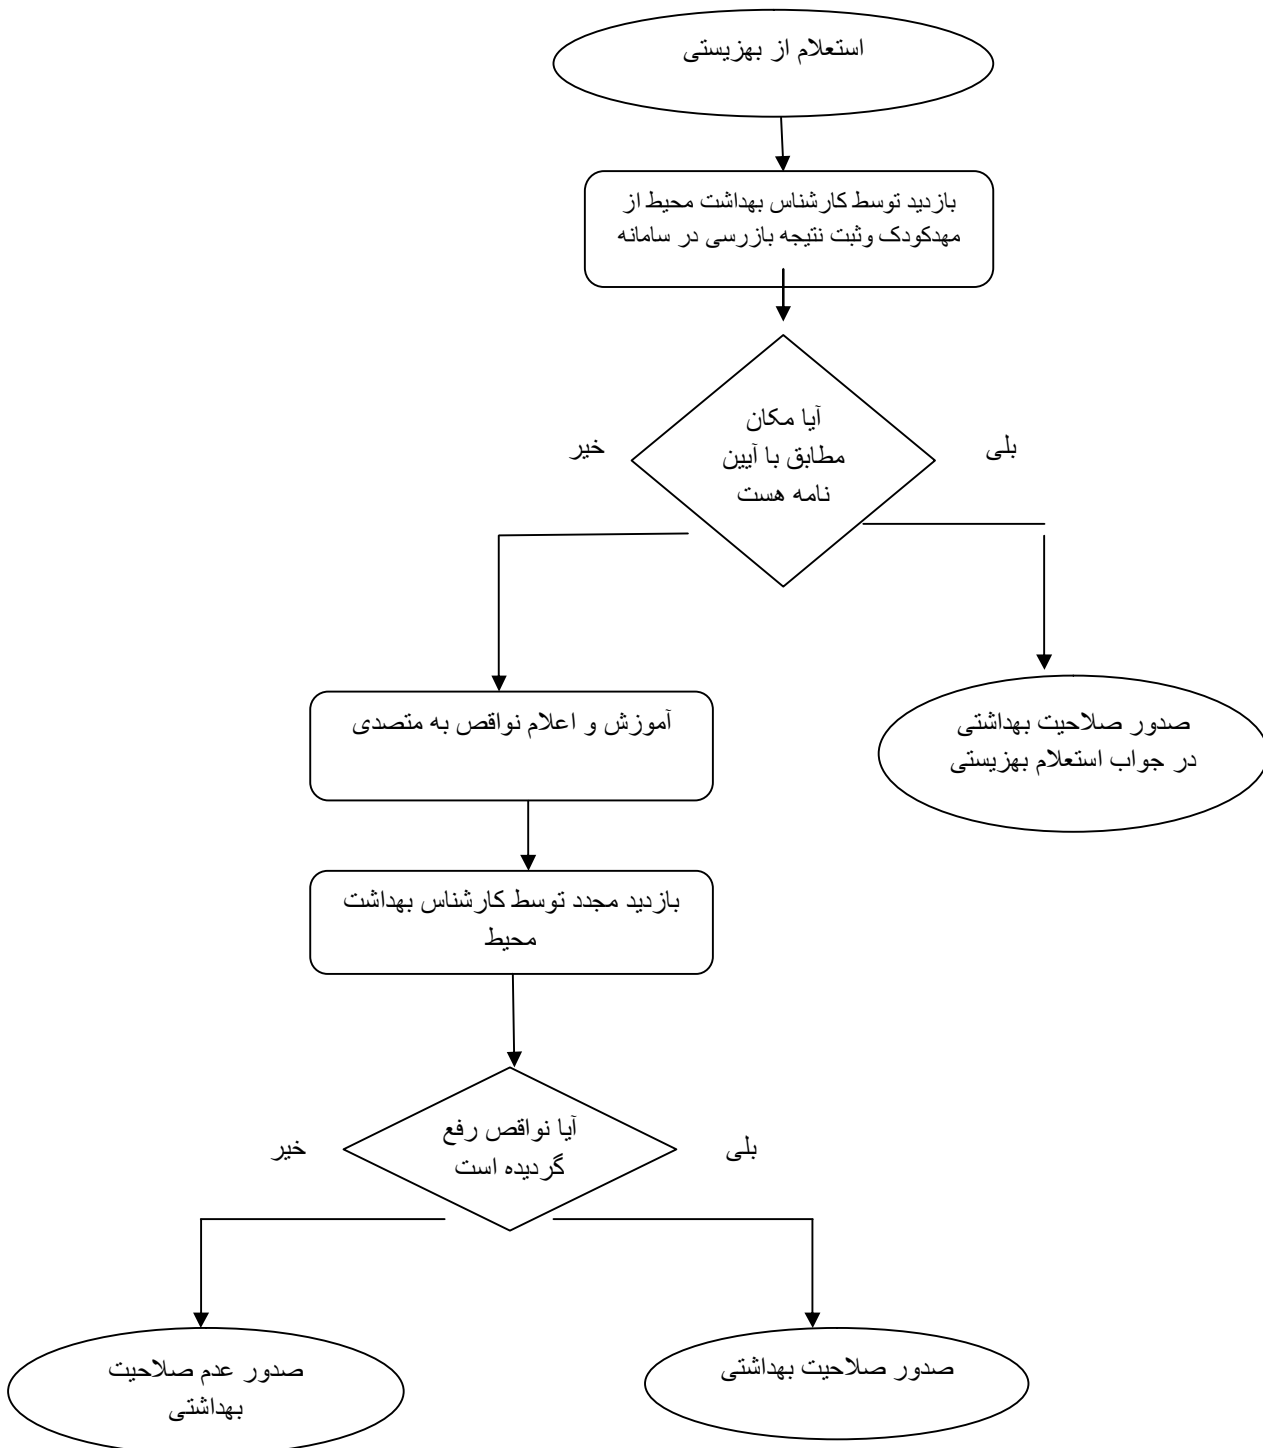 استعلام از بهزیستی
بازدید توسط کارشناس بهداشت محیط از
مهدکودک وثبت نتیجه بازرسی در سامانه
آیا مکان
مطابق با آیین
نامه هست
بلی
خیر
صدور صلاحیت بهداشتی
در جواب استعلام بهزیستی
آموزش و اعلام نواقص به متصدی
بازدید مجدد توسط کارشناس بهداشت
محیط
آیا نواقص رفع
گردیده است
بلی
خیر
صدور صلاحیت بهداشتی
صدور عدم صلاحیت
بهداشتی